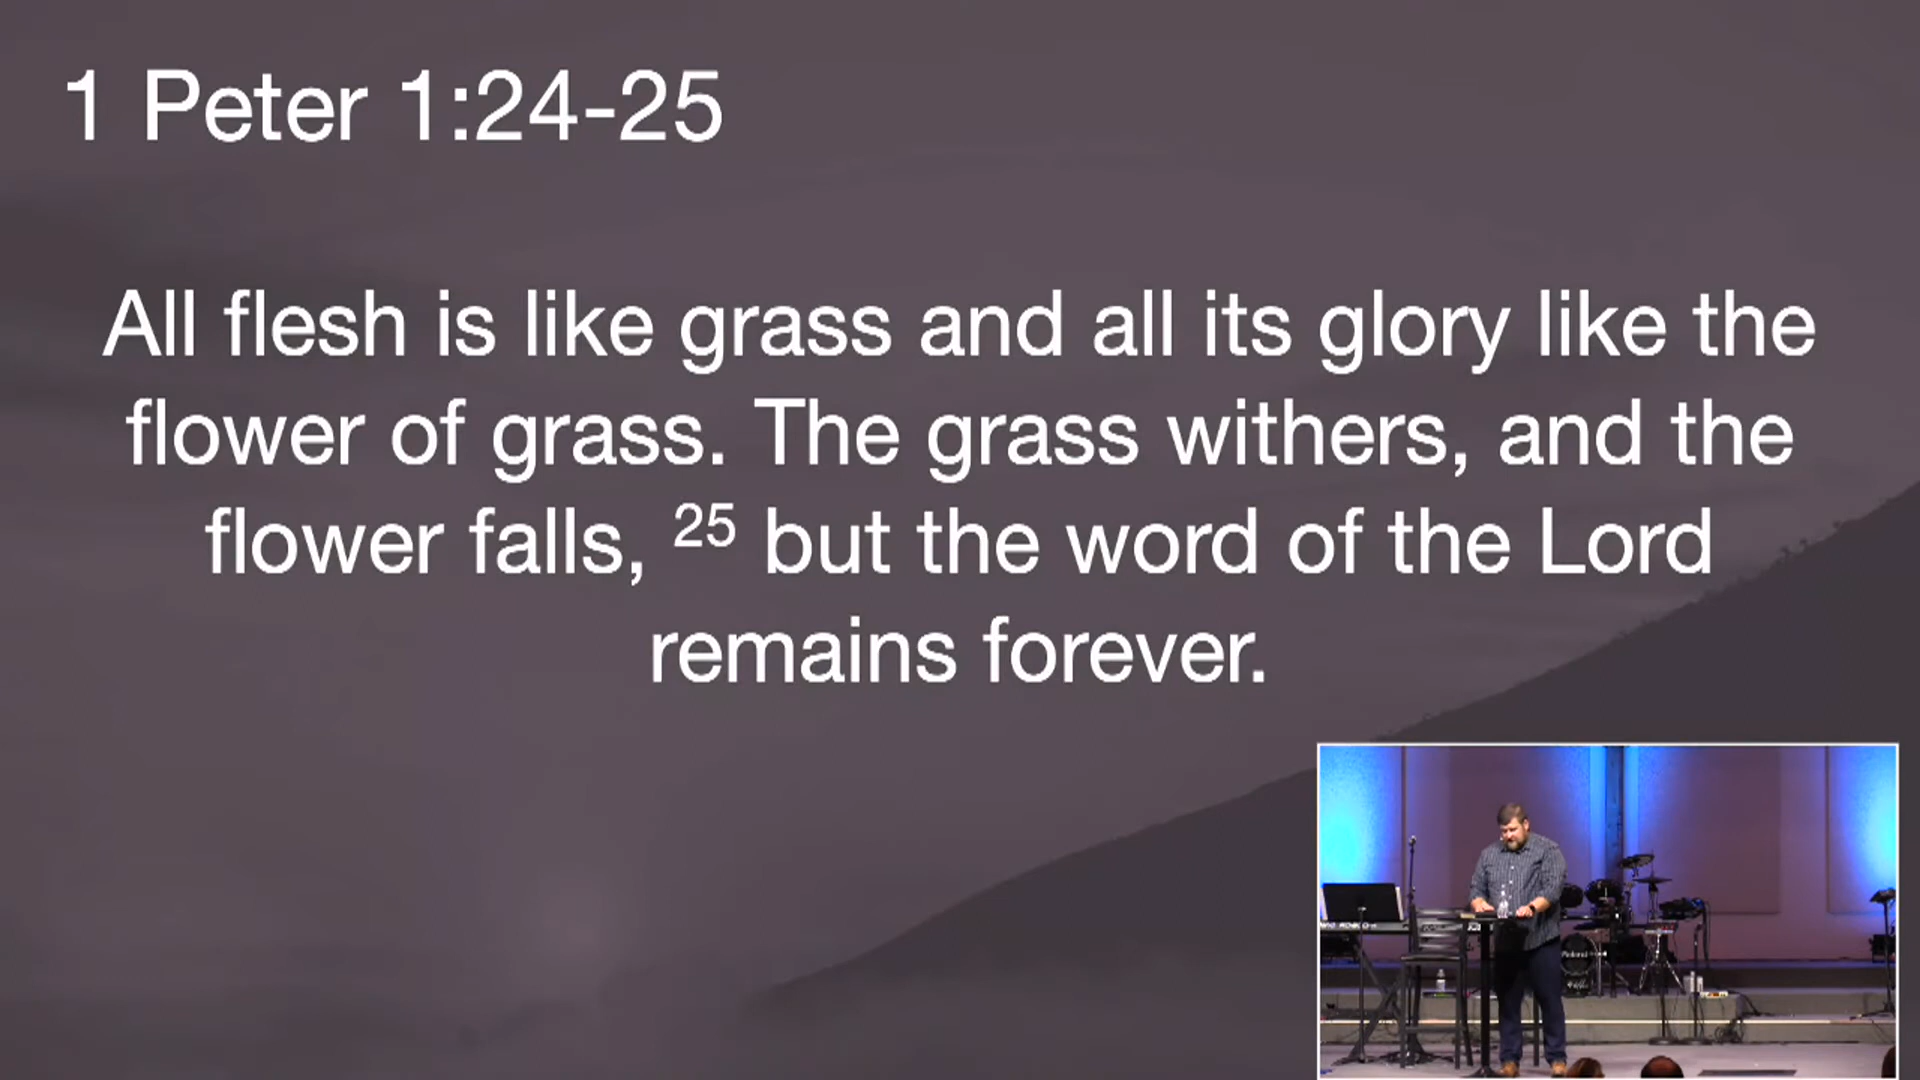 1 Peter 1:24-25
All flesh is like grass and all its glory like the
flower of grass. The grass withers, and the
flower falls, 25 but the word of the Lord
remains forever.
Roland